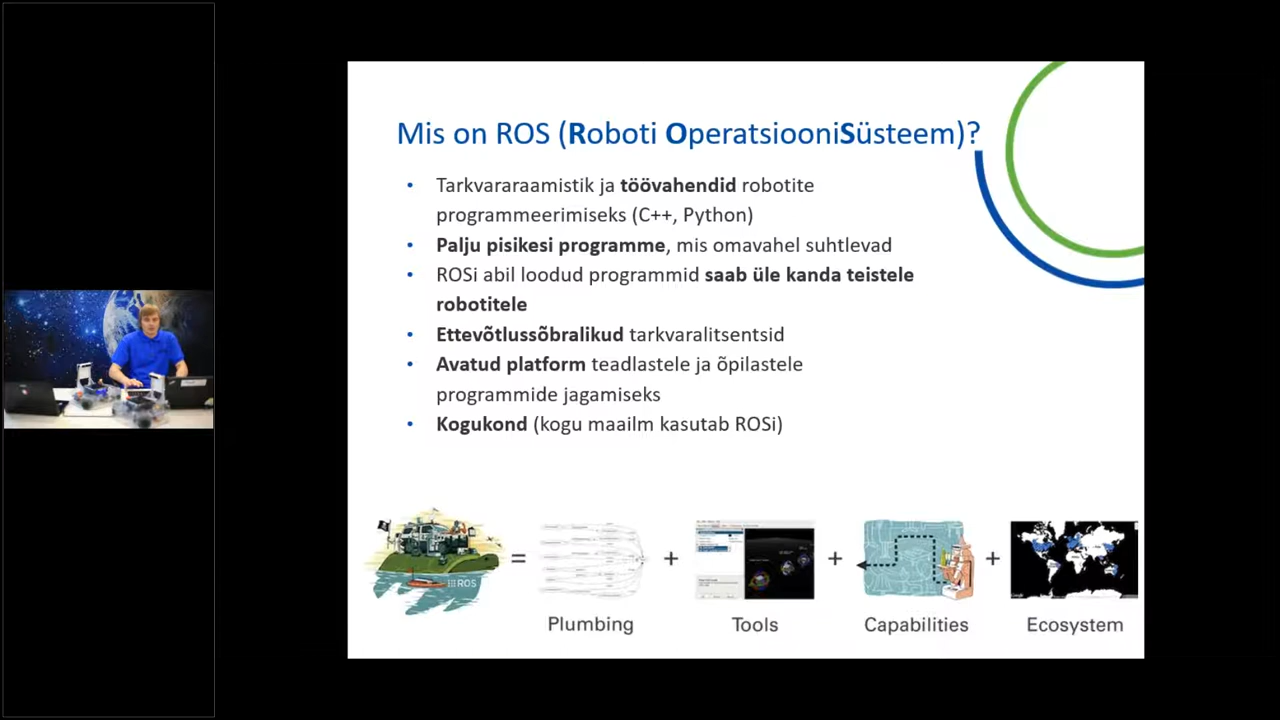 Mis on ROS (Roboti OperatsiooniSüsteem)?
• Tarkvararaamistik ja töövahendid robotite
programmeerimiseks (C++, Python)
• Palju pisikesi programme, mis omavahel suhtlevad
• ROSi abil loodud programmid saab üle kanda teistele
robotitele
• Ettevõtlussõbralikud tarkvaralitsentsid
• Avatud platform teadlastele ja õpilastele
programmide jagamiseks
• Kogukond (kogu maailm kasutab ROSi)
ROS
= + + +
Plumbing Tools Capabilities Ecosystem